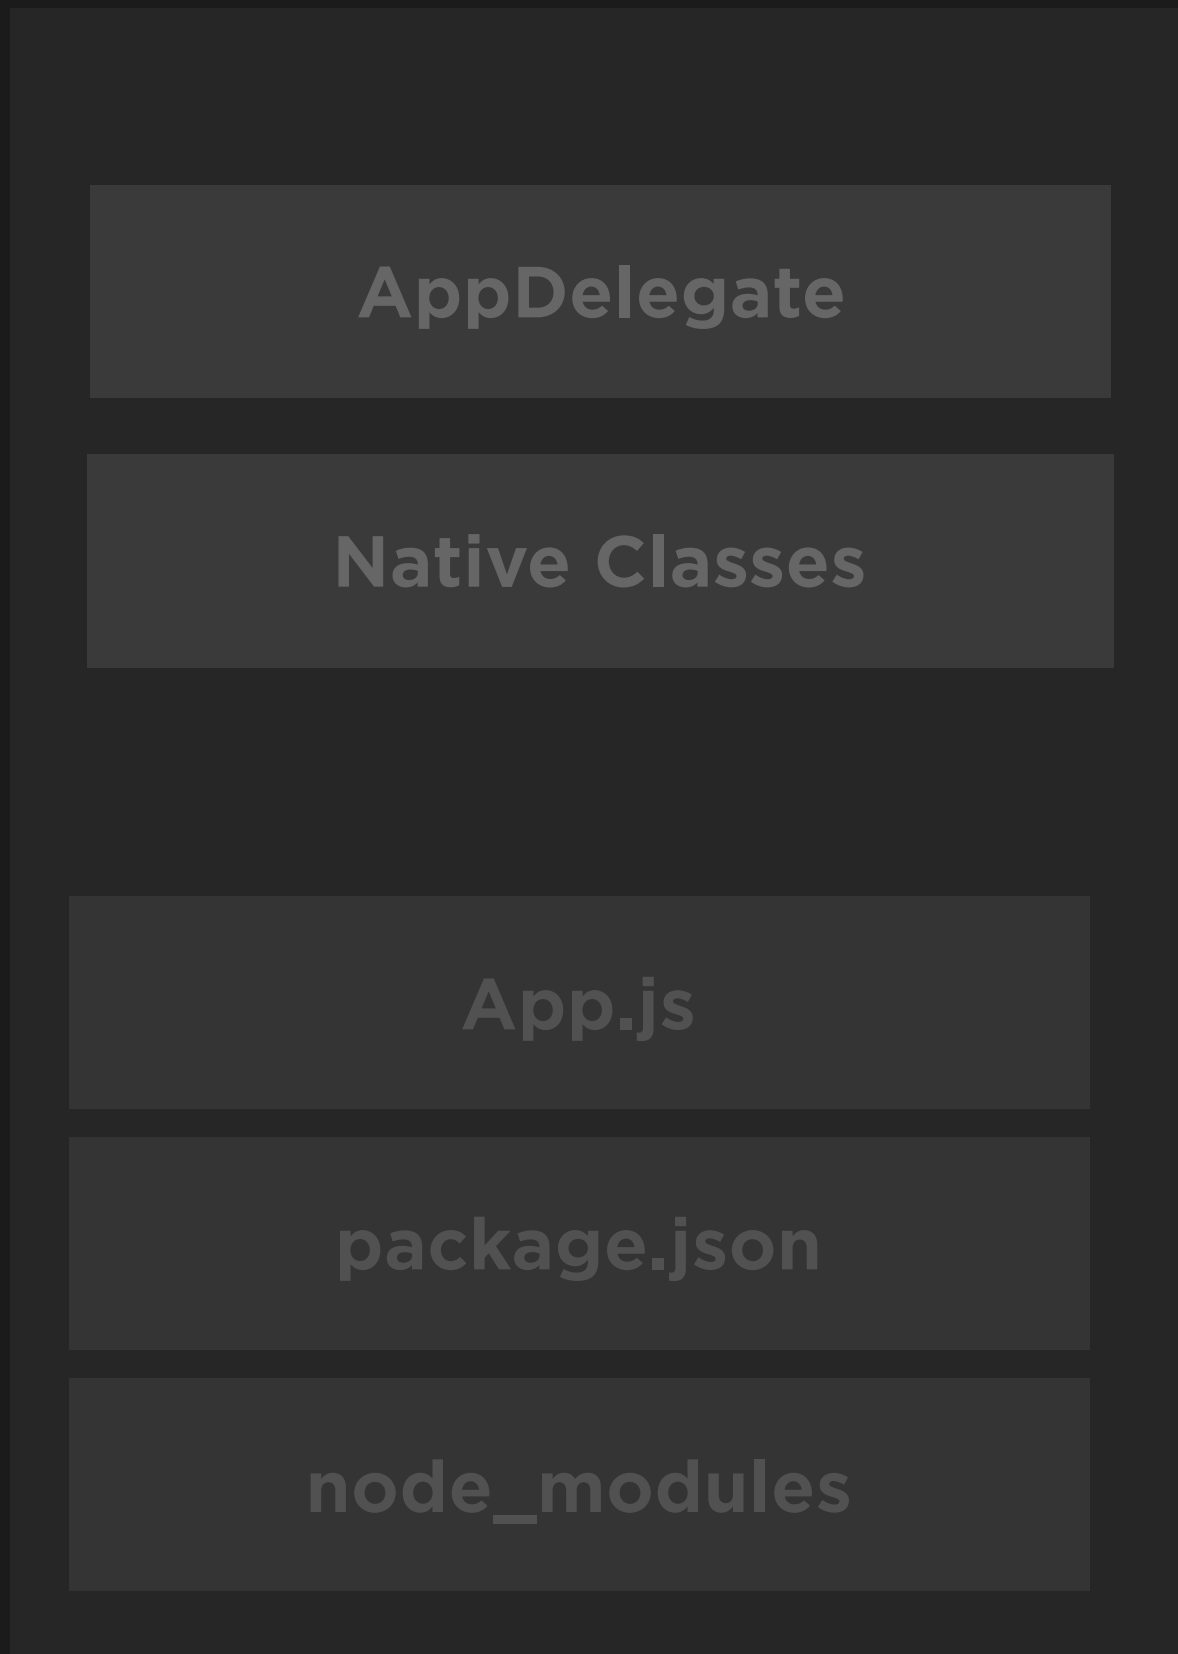 AppDelegate
Native Classes
App.js
package.json
node_modules